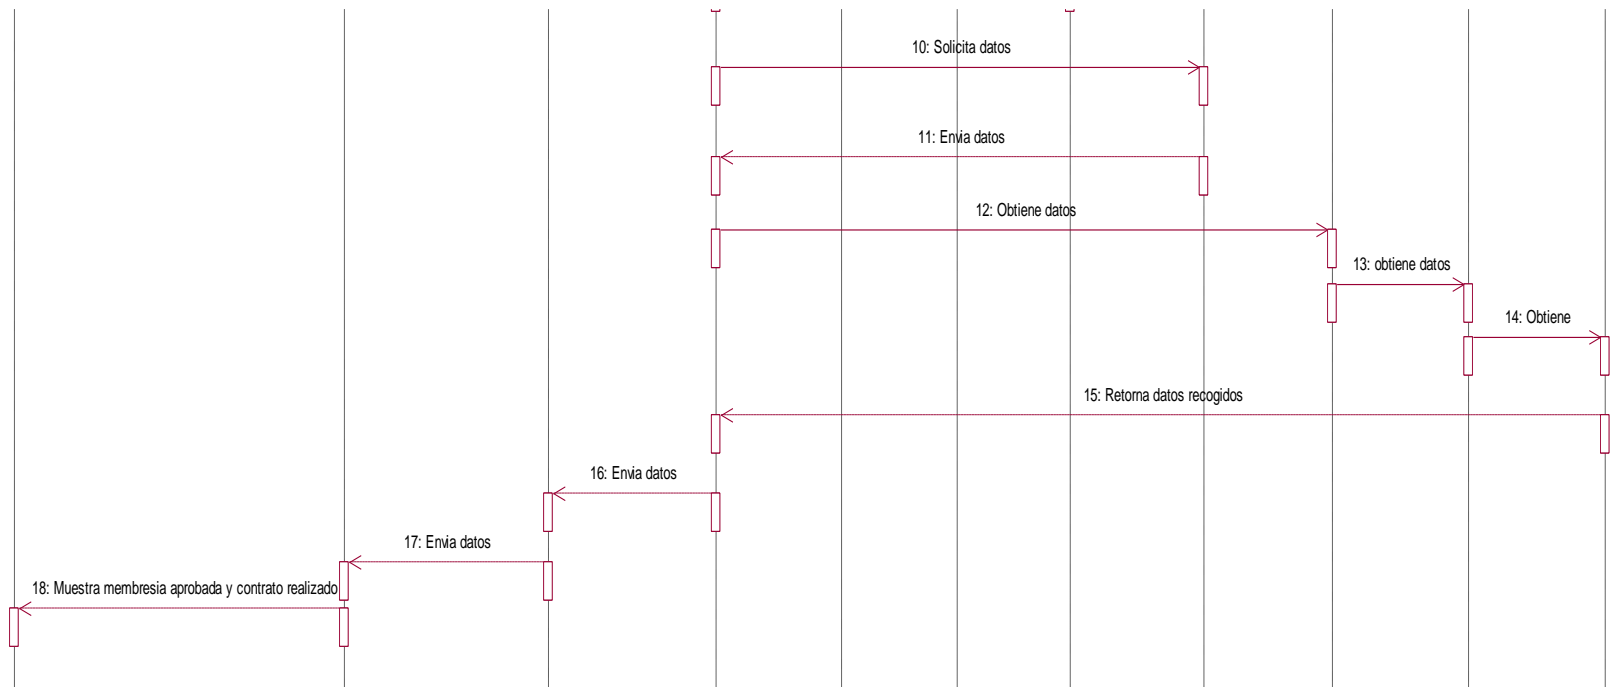 10: Solicita datos
11: Envia datos
12: Obtiene datos
13: obtiene datos
14: Obtiene
15: Retorna datos recogidos
16: Envia datos
17: Envia datos
18: Muestra membresia aprobada y contrato realizado